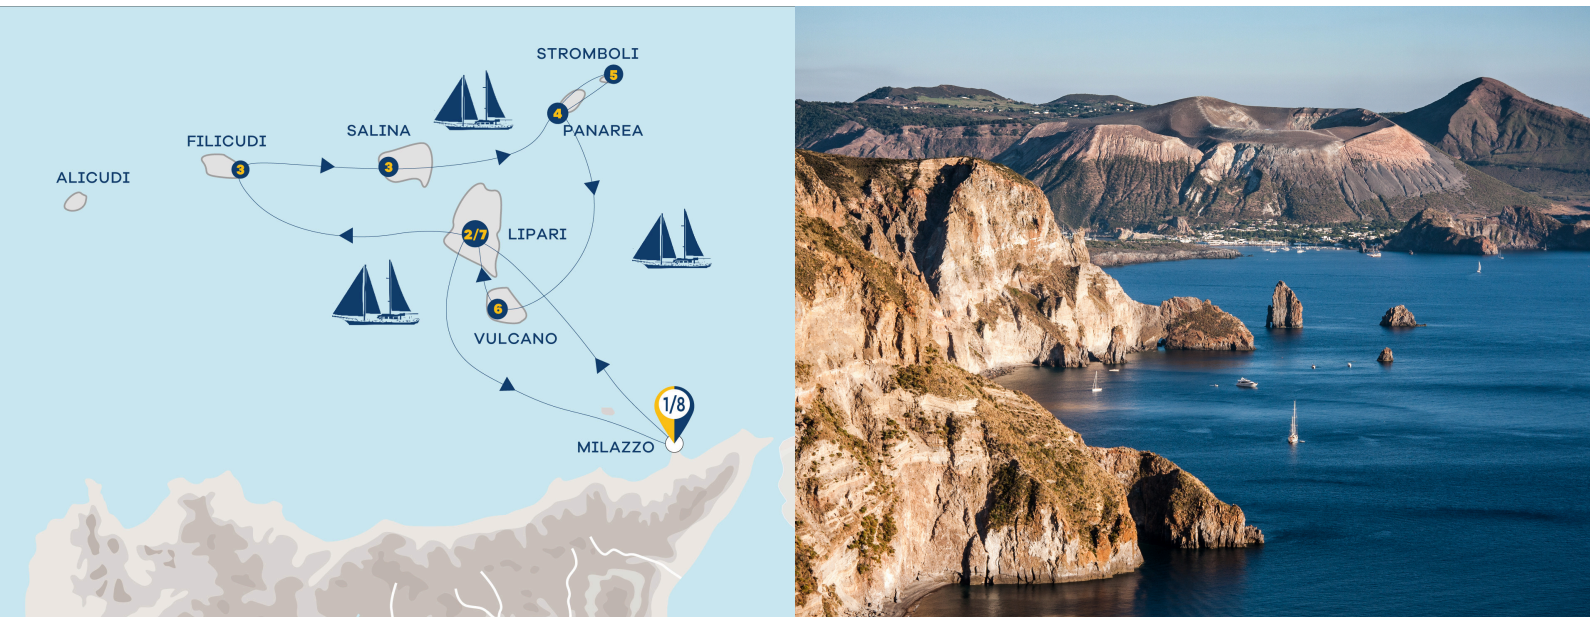 STROMBOLI
5
4
PANAREA
SALINA
FILICUDI
3
3
ALICUDI
2/7
LIPARI
6
VULCANO
1/8
MILAZZO